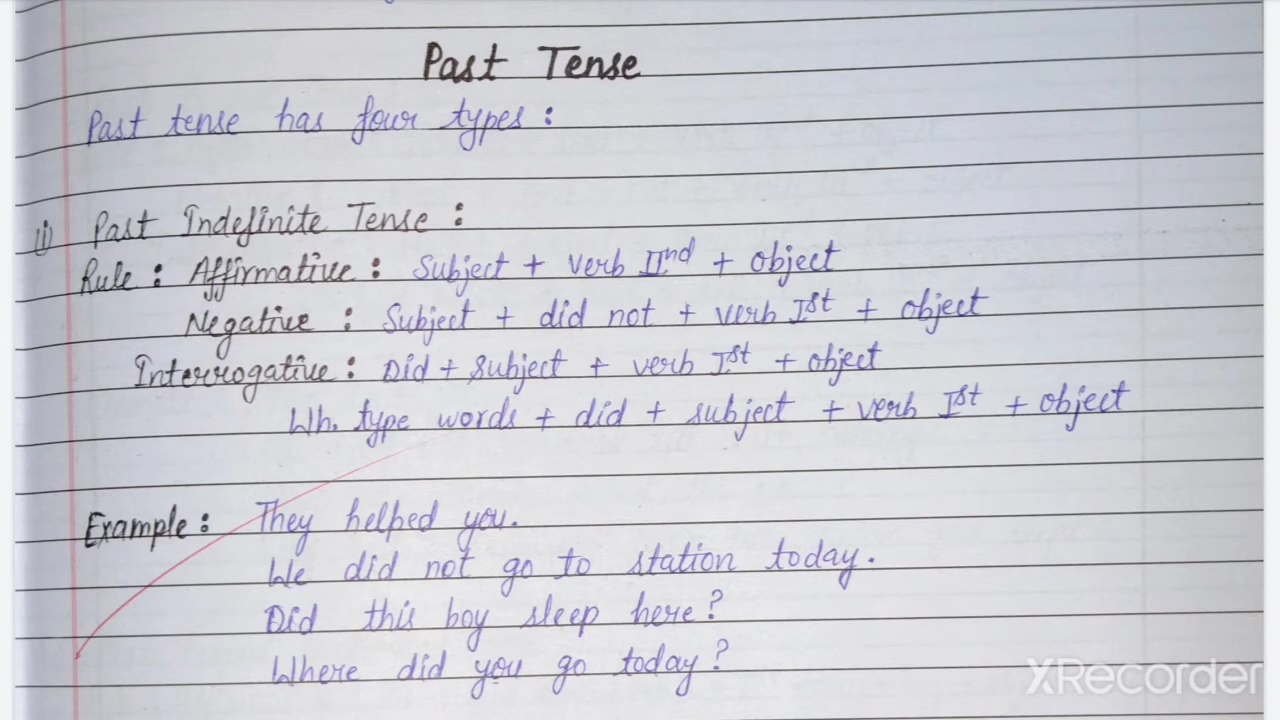 Past Tense
Past tense has four types :
(i) Past Indefinite Tense :
Rule : Affirmative : Subject + verb IInd + object
Negative : Subject + did not + verb Ist + object
Interrogative : Did + subject + verb Ist + object
Wh. type words + did + subject + verb Ist + object
Example : They helped you.
We did not go to station today.
Did this boy sleep here?
Where did you go today?
XRecorder